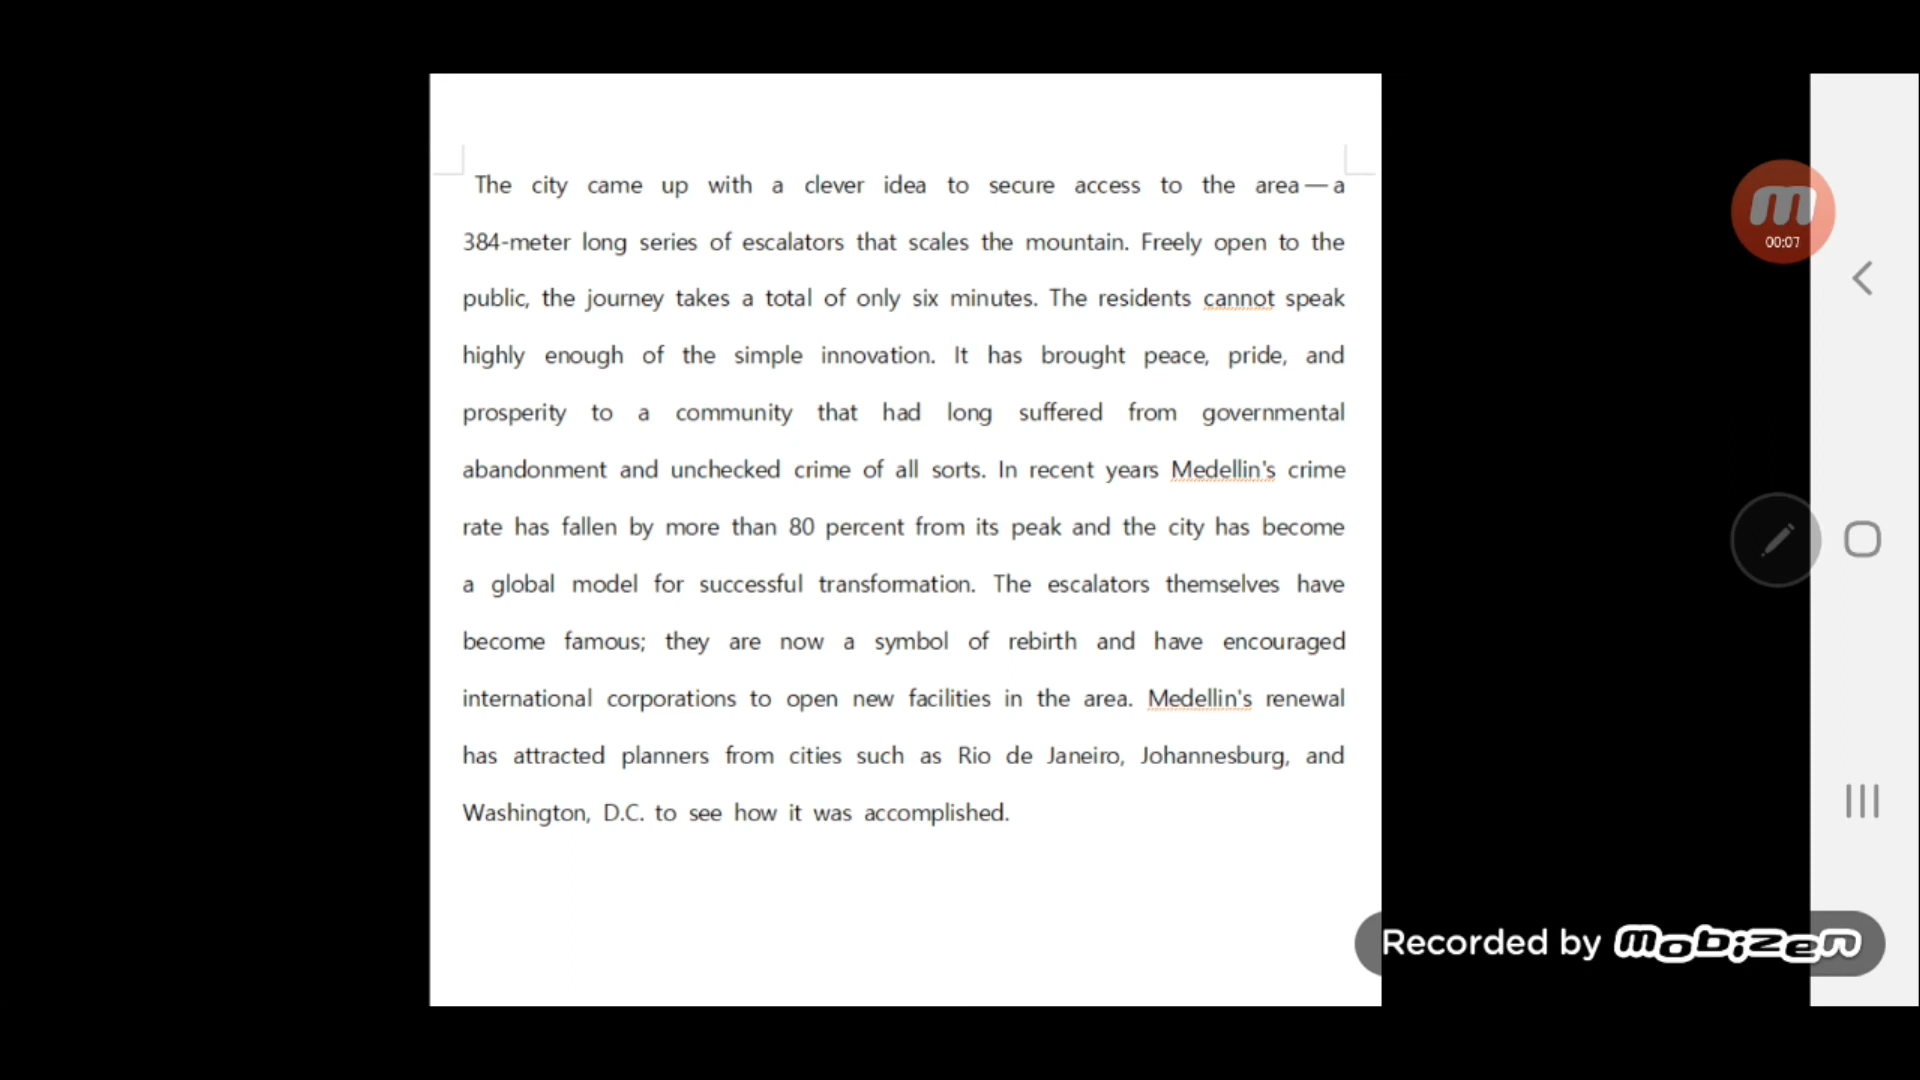 The city came up with a clever idea to secure access to the area — a
384-meter long series of escalators that scales the mountain. Freely open to the
public, the journey takes a total of only six minutes. The residents cannot speak
highly enough of the simple innovation. It has brought peace, pride, and
prosperity to a community that had long suffered from governmental
abandonment and unchecked crime of all sorts. In recent years Medellin's crime
rate has fallen by more than 80 percent from its peak and the city has become
a global model for successful transformation. The escalators themselves have
become famous; they are now a symbol of rebirth and have encouraged
international corporations to open new facilities in the area. Medellin's renewal
has attracted planners from cities such as Rio de Janeiro, Johannesburg, and
Washington, D.C. to see how it was accomplished.
m
00:07
Recorded by mobizen